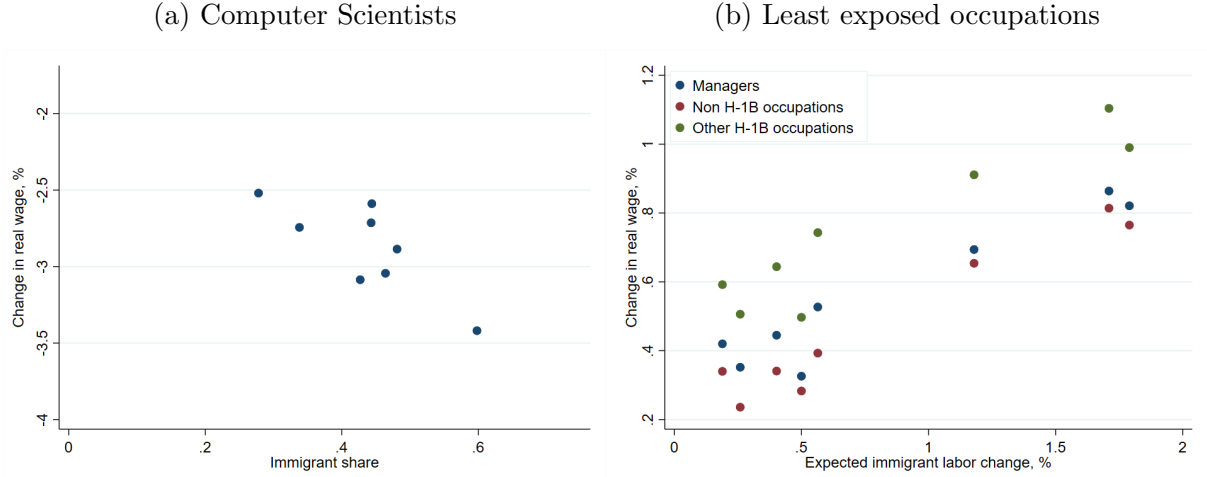 (a) Computer Scientists
Change in real wage, %
-2
-2.5
-3
-3.5
-4
0 .2 .4 .6
Immigrant share
(b) Least exposed occupations
Managers
Non H-1B occupations
Other H-1B occupations
Change in real wage, %
1.2
1
.8
.6
.4
.2
0 .5 1 1.5 2
Expected immigrant labor change, %